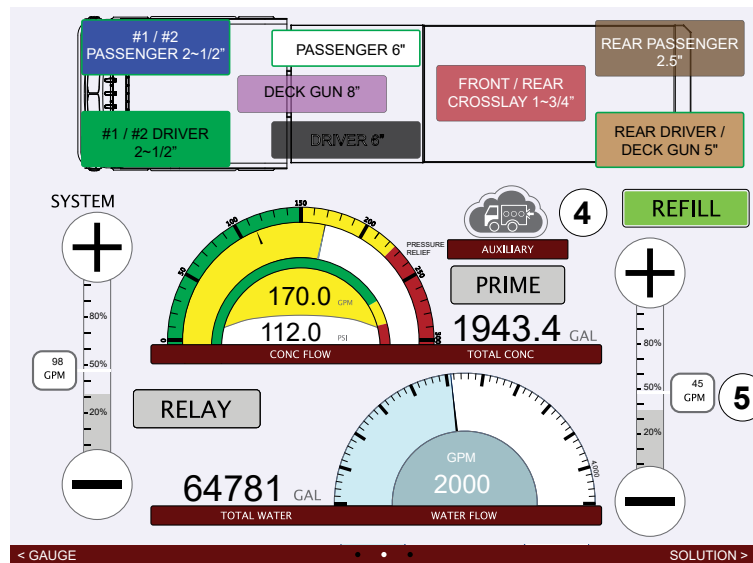 #1 / #2
PASSENGER 2~1/2”
PASSENGER 6"
REAR PASSENGER
2.5"
DECK GUN 8”
FRONT / REAR
CROSSLAY 1~3/4”
#1 / #2 DRIVER
2~1/2”
DRIVER 6"
REAR DRIVER /
DECK GUN 5"
SYSTEM
4
REFILL
0
50
100
150
200
250
300
PRESSURE
RELIEF
AUXILIARY
PRIME
170.0 GPM
112.0 PSI
1943.4 GAL
CONC FLOW
TOTAL CONC
80%
50%
20%
98
GPM
80%
50%
20%
45
GPM
5
RELAY
GPM
2000
4,000
64781 GAL
TOTAL WATER
WATER FLOW
< GAUGE
SOLUTION >